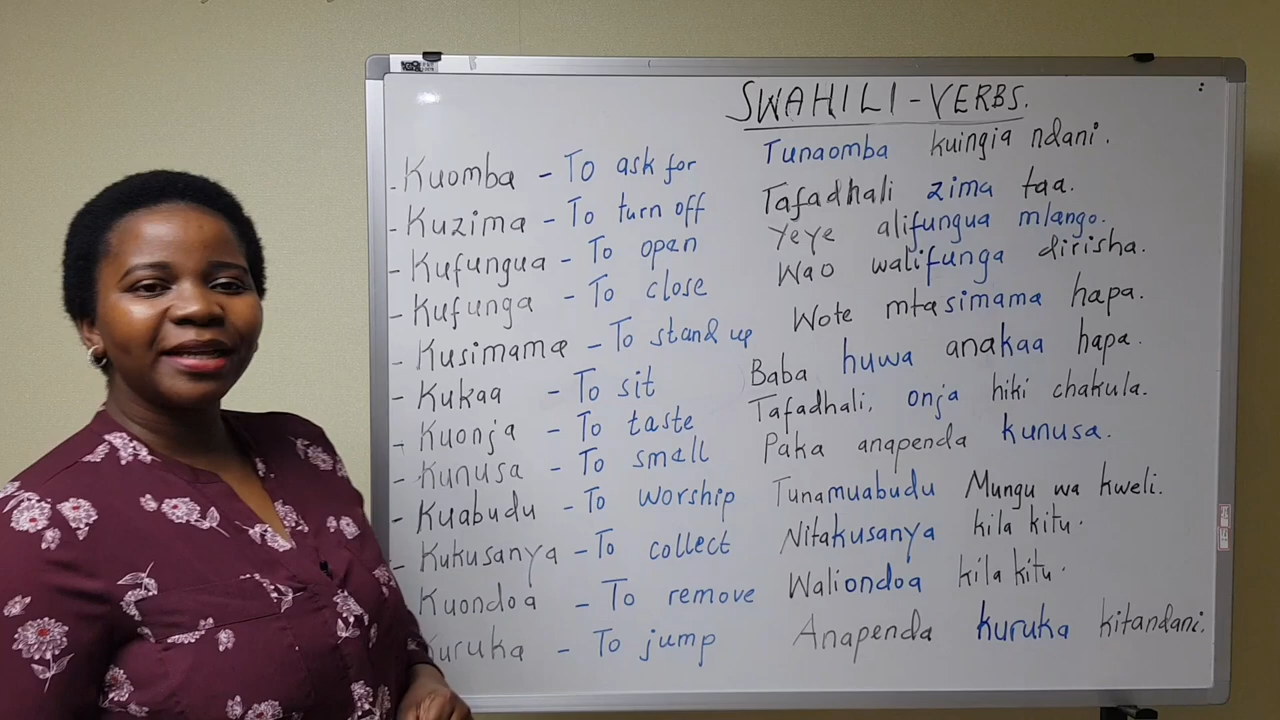 SWAHILI - VERBS.
- Kuomba - To ask for Tunaomba kuingia ndani.
- Kuzima - To turn off Tafadhali zima taa.
- Kufungua - To open Yeye alifungua mlango.
- Kufunga - To close Wao walifunga dirisha.
- Kusimama - To stand up Wote mtasimama hapa.
- Kukaa - To sit Baba huwa anakaa hapa.
- Kuonja - To taste Tafadhali, onja hiki chakula.
- Kunusa - To smell Paka anapenda kunusa.
- Kuabudu - To worship Tunamuabudu Mungu wa kweli.
- Kukusanya - To collect Nitakusanya kila kitu.
Kuondoa - To remove Waliondoa kila kitu.
Kuruka - To jump Anapenda kuruka kitandani.